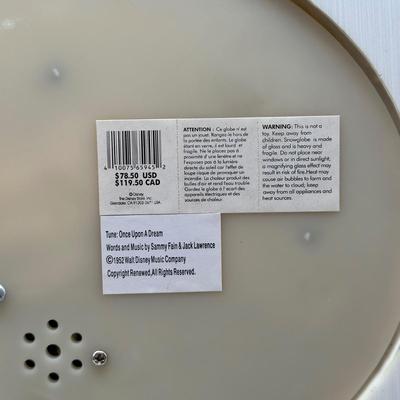 4 10075 65945 2
$78.50 USD
$119.50 CAD
© Disney
The Disney Store, Inc.
Glendale, CA 91203-2671 USA
ATTENTION : Ce globe n'est
pas un jouet. Rangez-le hors de
la portée des enfants. Le globe
étant en verre, il est lourd et
fragile. Ne le placez pas à
proximité d'une fenêtre et ne
l'exposez pas à la lumière directe
du soleil car l'effet de
loupe risque de provoquer un
incendie. La chaleur produit des
bulles d'air et rend l'eau trouble
Gardez le globe à l'écart des
appareils électriques et des
sources de chaleur.
WARNING: This is not a
toy. Keep away from
children. Snowglobe is made
of glass and is heavy and
fragile. Do not place near
windows or in direct sunlight,
a magnifying glass effect may
result in risk of fire.Heat may
cause air bubbles to form and
the water to cloud; keep
away from all appliances and
heat sources.
Tune: Once Upon A Dream
Words and Music by Sammy Fain & Jack Lawrence
©1952 Walt Disney Music Company
Copyright Renewed,All Rights Reserved.